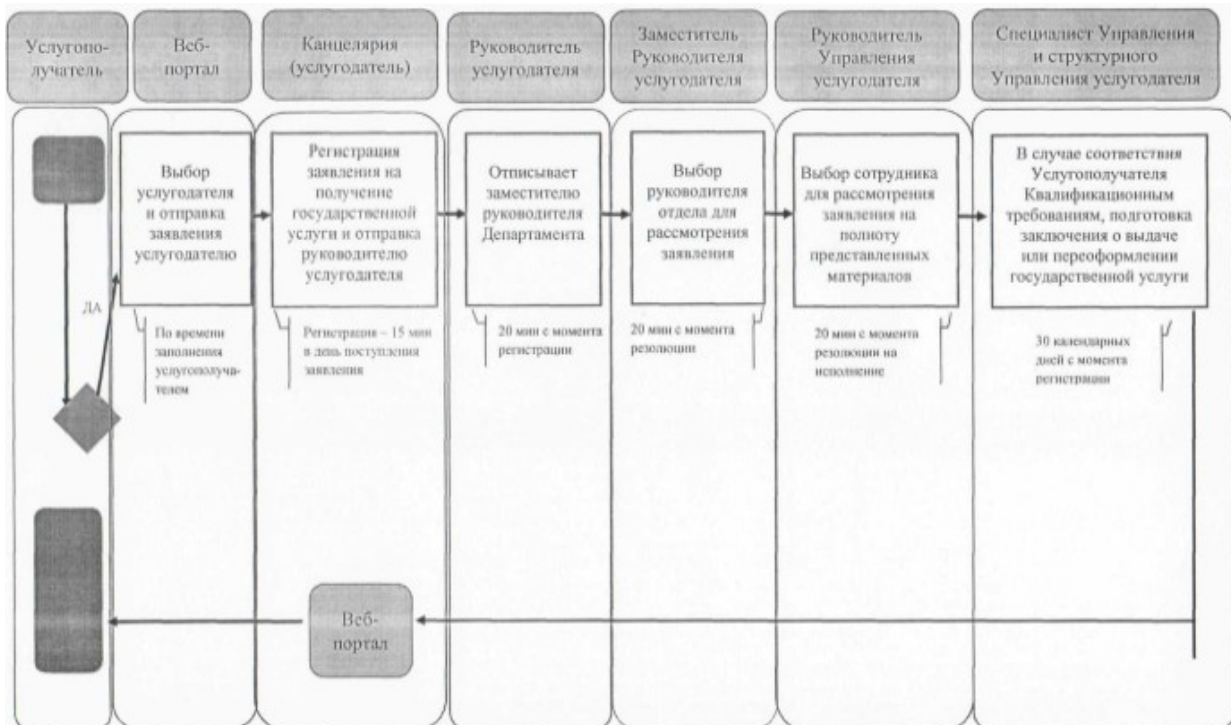 Услугопо-
лучатель
Веб-
портал
Канцелярия
(услугодатель)
Руководитель
услугодателя
Заместитель
Руководителя
услугодателя
Руководитель
Управления
услугодателя
Специалист Управления
и структурного
Управления услугодателя
Выбор
услугодателя
и отправка
заявления
услугодателю
Регистрация
заявления на
получение
государственной
услуги и отправка
руководителю
услугодателя
Отписывает
заместителю
руководителя
Департамента
Выбор
руководителя
отдела для
рассмотрения
заявления
Выбор сотрудника
для рассмотрения
заявления на
полноту
представленных
материалов
В случае соответствия
Услугополучателя
Квалификационным
требованиям, подготовка
заключения о выдаче
или переоформлении
государственной услуги
ДА
По времени
заполнения
услугополуча-
телем
Регистрация – 15 мин
в день поступления
заявления
20 мин с момента
регистрации
20 мин с момента
резолюции
20 мин с момента
резолюции на
исполнение
30 календарных
дней с момента
регистрации
Веб-
портал